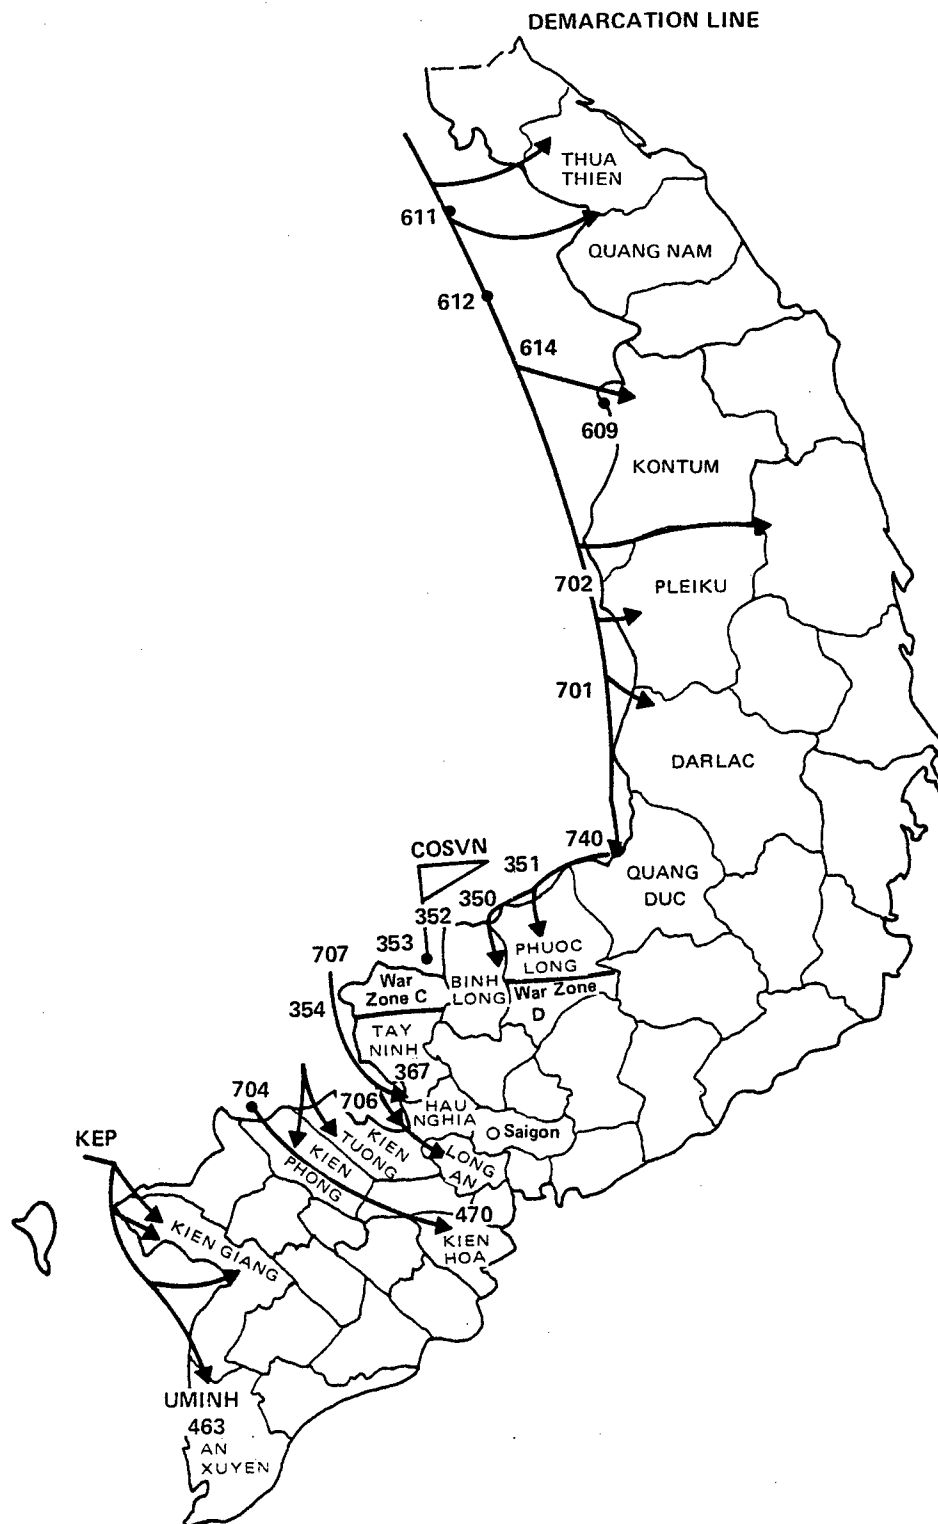 DEMARCATION LINE
THUA
THIEN
611
QUANG NAM
612
614
609
KONTUM
702
PLEIKU
701
DARLAC
740
COSVN
351
QUANG
DUC
350
352
353
PHUOC
LONG
707
War
Zone C
BINH
LONG
War Zone
D
354
TAY
NINH
367
704
706
HAU
NGHIA
Saigon
KEP
KIEN
TUONG
LONG
AN
KIEN
PHONG
470
KIEN GIANG
KIEN
HOA
UMINH
463
AN
XUYEN